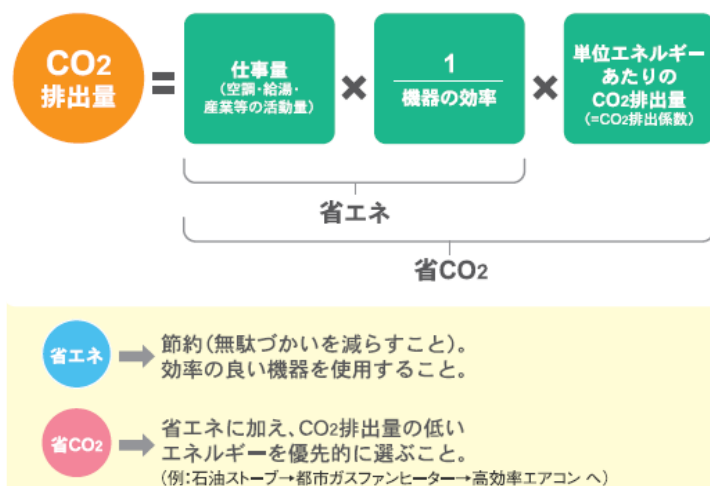 CO2
排出量
=
仕事量
(空調・給湯・
産業等の活動量)
×
1
機器の効率
×
単位エネルギー
あたりの
CO2排出量
(=CO2排出係数)
省エネ
省CO2
省エネ
節約(無駄づかいを減らすこと)。
効率の良い機器を使用すること。
省CO2
省エネに加え、CO2排出量の低い
エネルギーを優先的に選ぶこと。
(例:石油ストーブ→都市ガスファンヒーター→高効率エアコン へ)